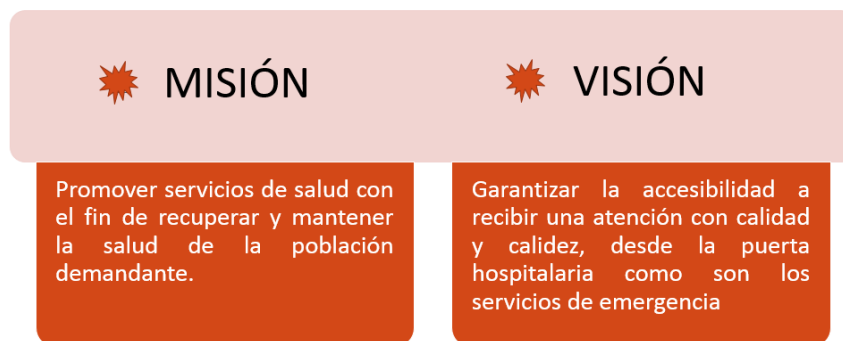 MISIÓN
VISIÓN
Promover servicios de salud con
el fin de recuperar y mantener
la salud de la población
demandante.
Garantizar la accesibilidad a
recibir una atención con calidad
y calidez, desde la puerta
hospitalaria como son los
servicios de emergencia